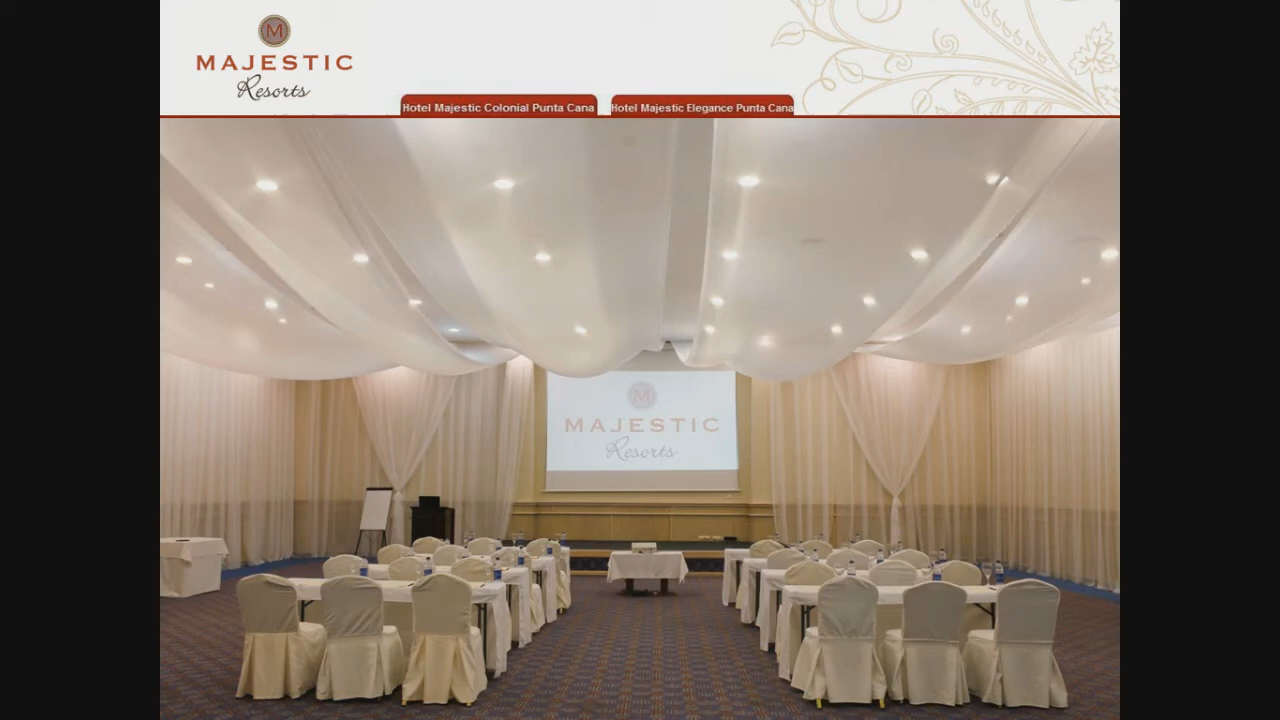 M
MAJESTIC
Resorts
Hotel Majestic Colonial Punta Cana
Hotel Majestic Elegance Punta Cana
M
MAJESTIC
Resorts